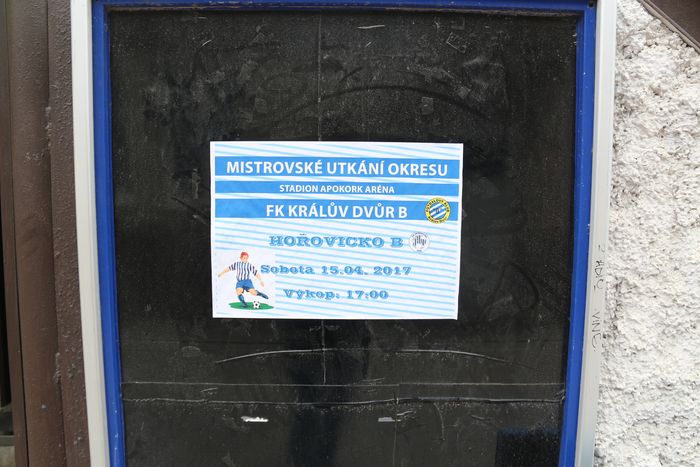 MISTROVSKÉ UTKÁNÍ OKRESU
STADION APOKORK ARÉNA
FK KRÁLŮV DVŮR B
HOŘOVICKO B
Sobota 15.04. 2017
Výkop: 17:00